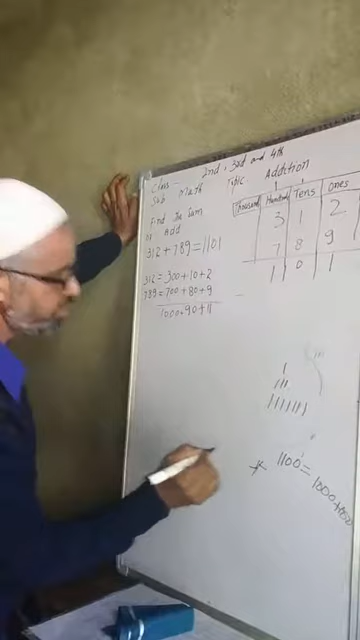 Class - 2nd, 3rd and 4th
Sub Math Topic: Addition
Find The Sum
or Add
312 + 789 = 1101
312 = 300 + 10 + 2
789 = 700 + 80 + 9
1000 + 90 + 11
Thousand Hundred Tens Ones
3 1 2
7 8 9
1 1 0 1
1100 =